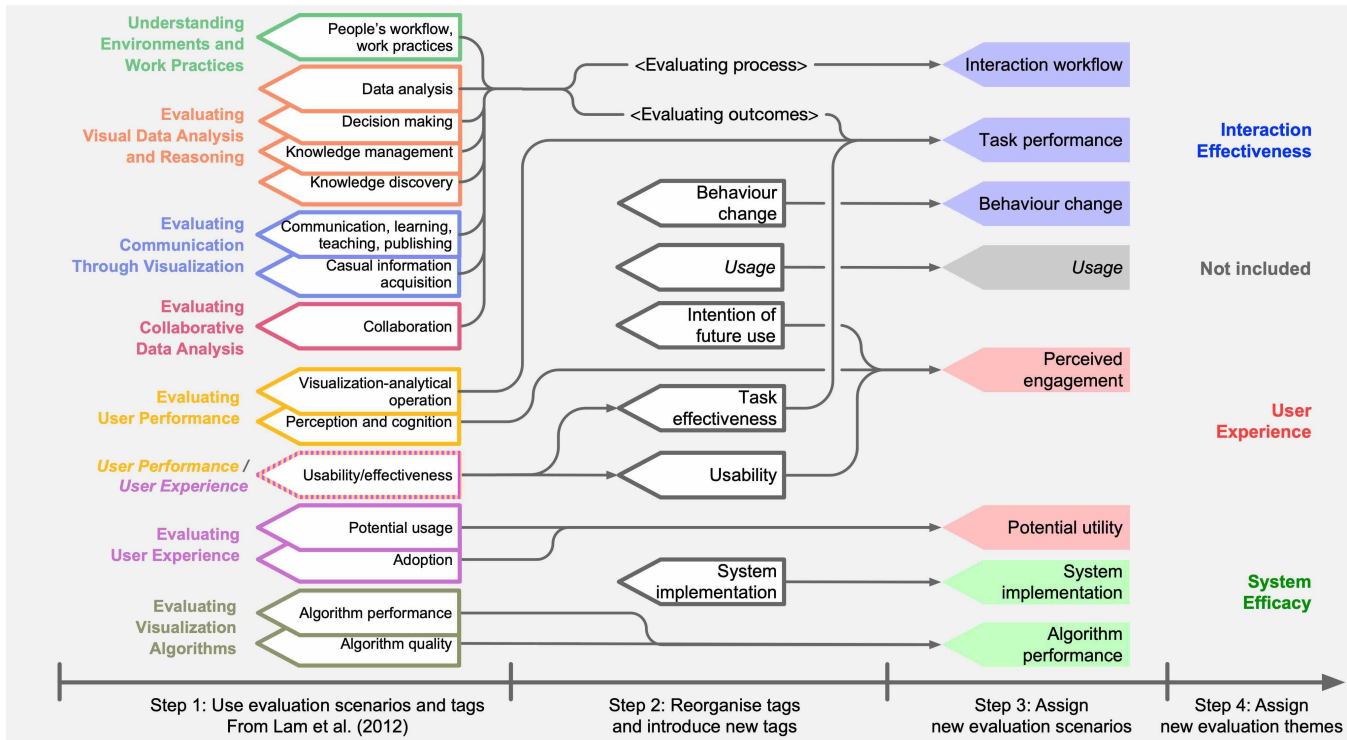 Understanding
Environments and
Work Practices
People's workflow,
work practices
Evaluating
Visual Data Analysis
and Reasoning
Data analysis
Decision making
Knowledge management
Knowledge discovery
Evaluating
Communication
Through Visualization
Communication, learning,
teaching, publishing
Casual information
acquisition
Evaluating
Collaborative
Data Analysis
Collaboration
Evaluating
User Performance
Visualization-analytical
operation
Perception and cognition
User Performance /
User Experience
Usability/effectiveness
Evaluating
User Experience
Potential usage
Adoption
Evaluating
Visualization
Algorithms
Algorithm performance
Algorithm quality
<Evaluating process>
<Evaluating outcomes>
Behaviour
change
Usage
Intention of
future use
Task
effectiveness
Usability
System
implementation
Interaction workflow
Task performance
Behaviour change
Usage
Perceived
engagement
Potential utility
System
implementation
Algorithm
performance
Interaction
Effectiveness
Not included
User
Experience
System
Efficacy
Step 1: Use evaluation scenarios and tags
From Lam et al. (2012)
Step 2: Reorganise tags
and introduce new tags
Step 3: Assign
new evaluation scenarios
Step 4: Assign
new evaluation themes